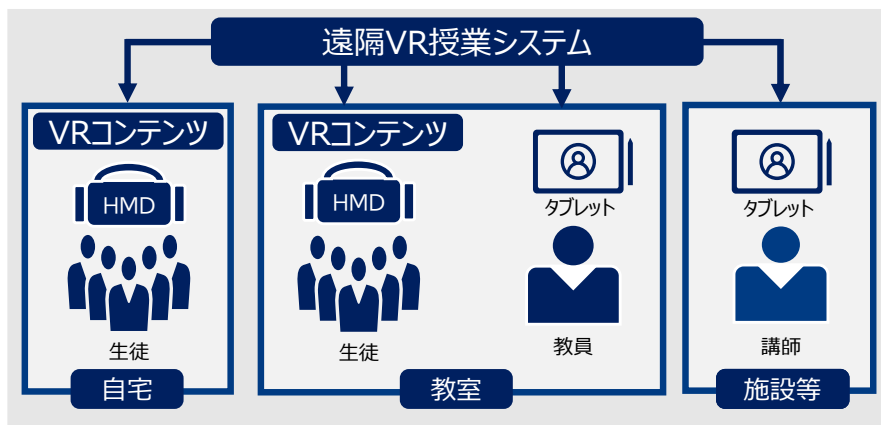 遠隔VR授業システム
VRコンテンツ
HMD
生徒
自宅
VRコンテンツ
HMD
生徒
タブレット
教員
教室
タブレット
講師
施設等